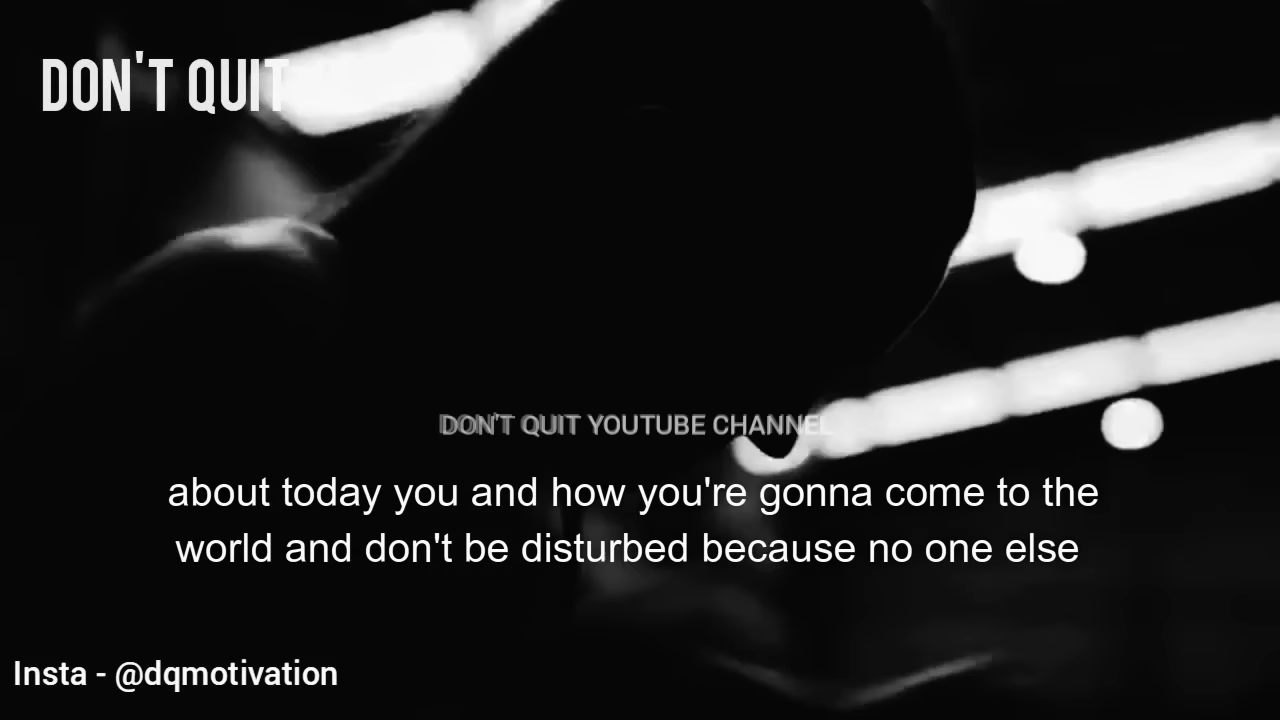 DON'T QUIT
DON'T QUIT YOUTUBE CHANNEL
about today you and how you're gonna come to the
world and don't be disturbed because no one else
Insta - @dqmotivation